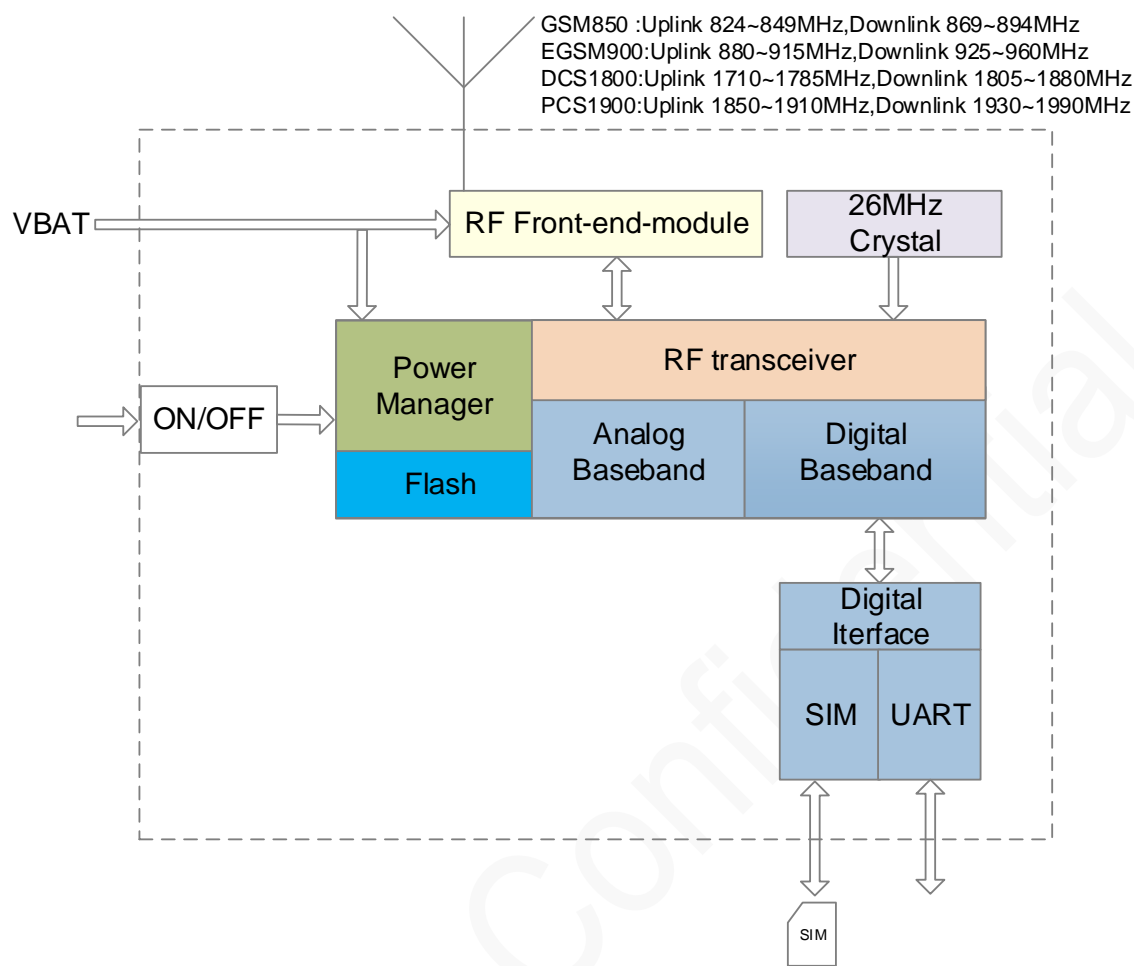 GSM850 :Uplink 824~849MHz,Downlink 869~894MHz
EGSM900:Uplink 880~915MHz,Downlink 925~960MHz
DCS1800:Uplink 1710~1785MHz,Downlink 1805~1880MHz
PCS1900:Uplink 1850~1910MHz,Downlink 1930~1990MHz
VBAT
RF Front-end-module
26MHz
Crystal
Power
Manager
RF transceiver
ON/OFF
Analog
Baseband
Digital
Baseband
Flash
Digital
Iterface
SIM
UART
SIM
Confidential